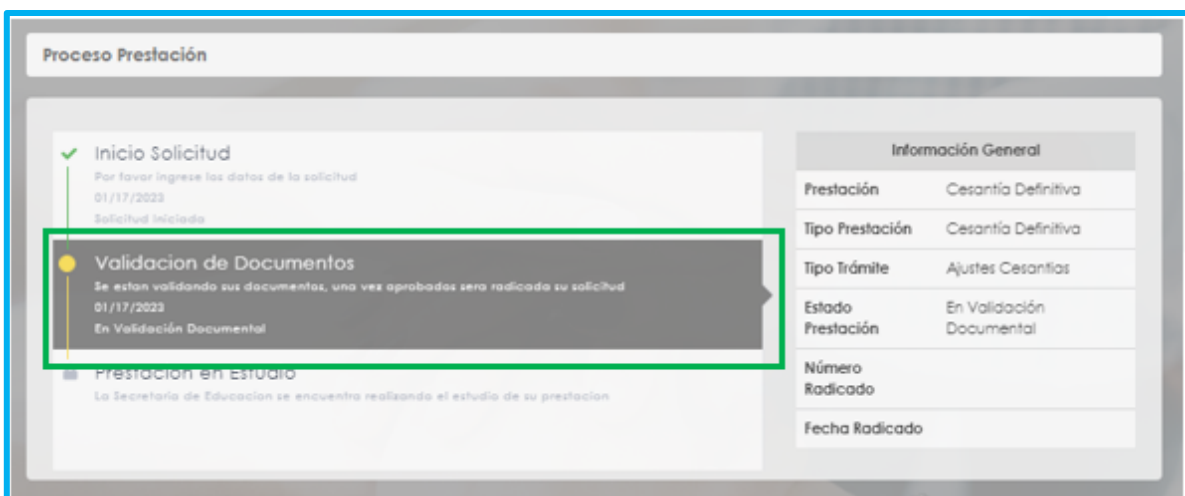 Proceso Prestación
Inicio Solicitud
Por favor ingrese los datos de la solicitud
01/17/2023
Solicitud Iniciada
Validacion de Documentos
Se estan validando sus documentos, una vez aprobados sera radicada su solicitud
01/17/2023
En Validación Documental
Prestacion en Estudio
La Secretaria de Educacion se encuentra realizando el estudio de su prestacion
Información General
Prestación Cesantía Definitiva
Tipo Prestación Cesantía Definitiva
Tipo Trámite Ajustes Cesantias
Estado En Validación
Prestación Documental
Número
Radicado
Fecha Radicado